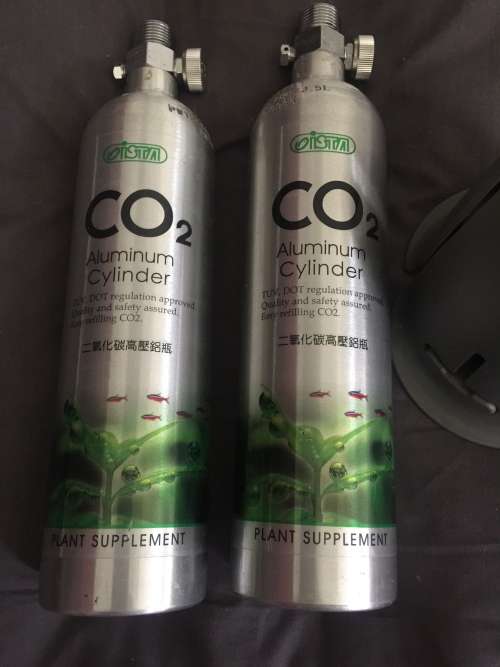 ista
CO2
Aluminum
Cylinder
TUV, DOT regulation approved.
Quality and safety assured.
Easy refilling CO2.
二氧化碳高壓鋁瓶
PLANT SUPPLEMENT
.5L
ista
CO2
Aluminum
Cylinder
TUV, DOT regulation approved
Quality and safety assured.
Easy refilling CO2.
二氧化碳高壓鋁瓶
PLANT SUPPLEMENT